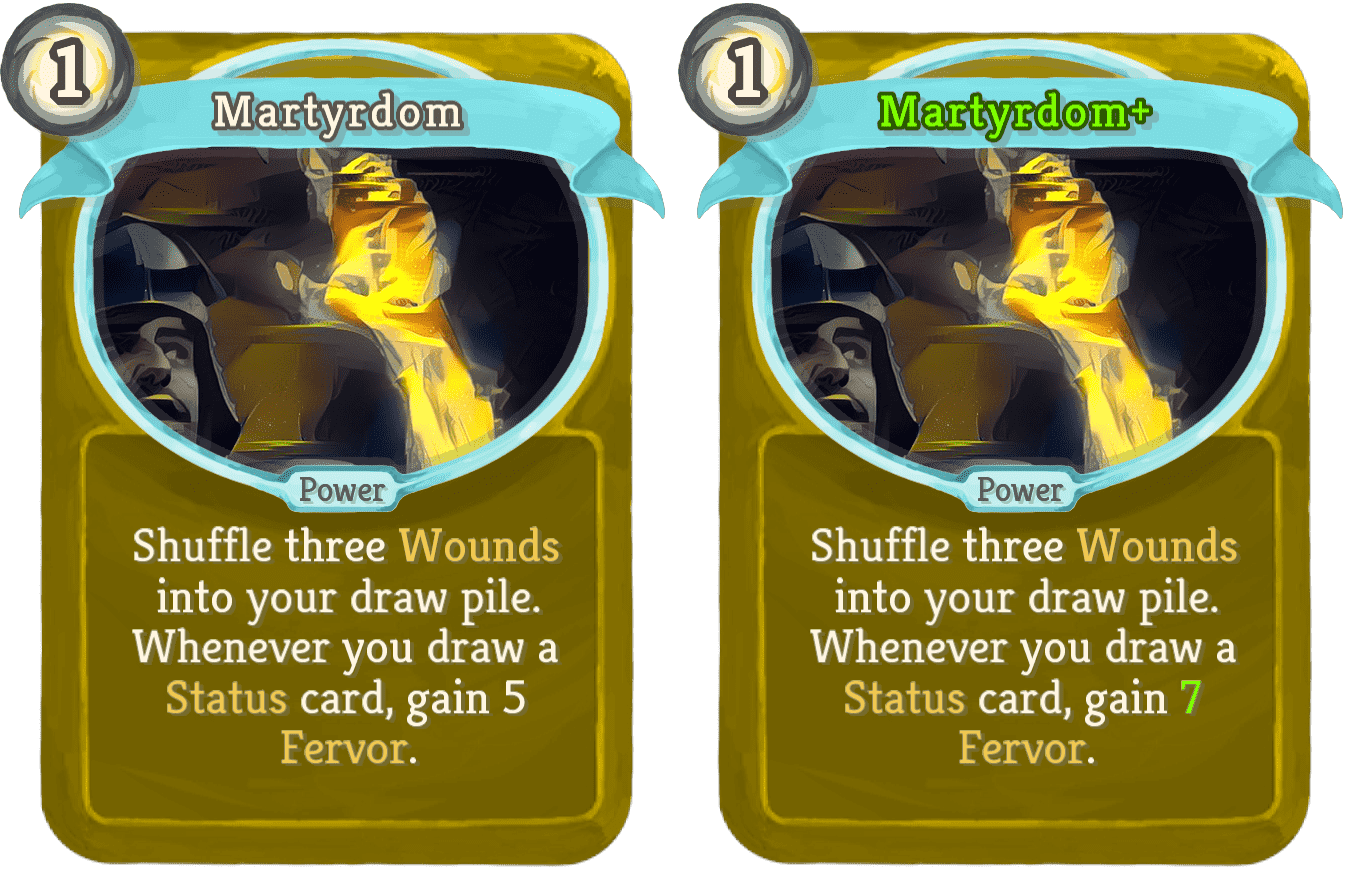 1
Martyrdom
Power
Shuffle three Wounds
into your draw pile.
Whenever you draw a
Status card, gain 5
Fervor.
1
Martyrdom+
Power
Shuffle three Wounds
into your draw pile.
Whenever you draw a
Status card, gain 7
Fervor.